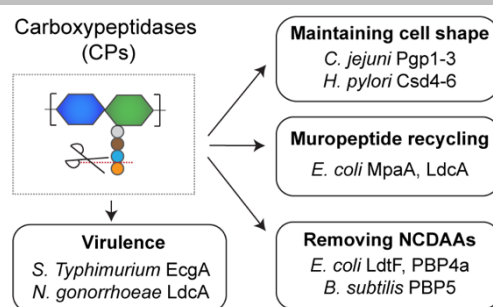 Carboxypeptidases
(CPs)
Maintaining cell shape
C. jejuni Pgp1-3
H. pylori Csd4-6
Muropeptide recycling
E. coli MpaA, LdcA
Virulence
S. Typhimurium EcgA
N. gonorrhoeae LdcA
Removing NCDAAs
E. coli LdtF, PBP4a
B. subtilis PBP5